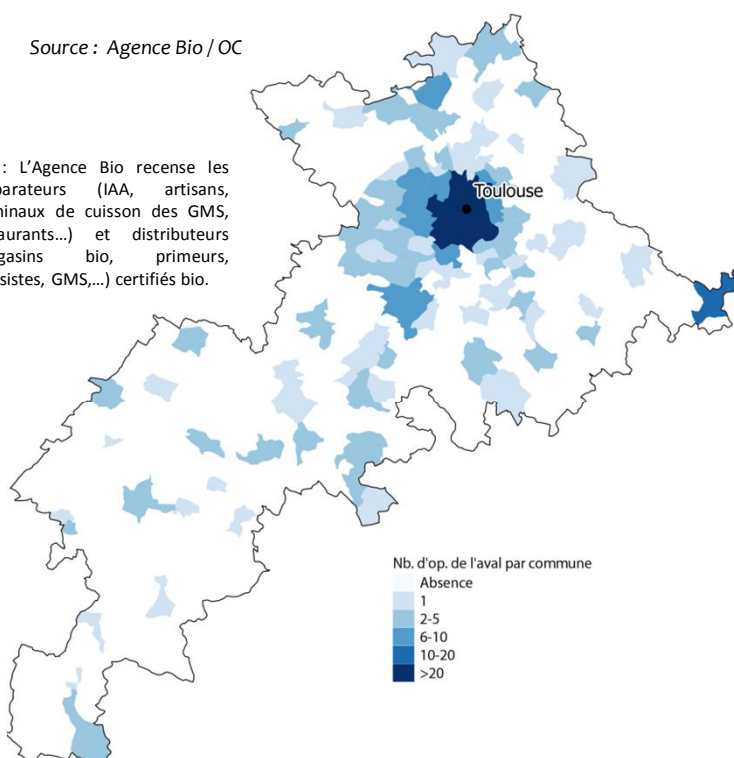 Source : Agence Bio / OC
: L'Agence Bio recense les
parateurs (IAA, artisans,
ninaux de cuisson des GMS,
aurants…) et distributeurs
gasins bio, primeurs,
sistes, GMS,…) certifiés bio.
Toulouse
Nb. d'op. de l'aval par commune
Absence
1
2-5
6-10
10-20
>20